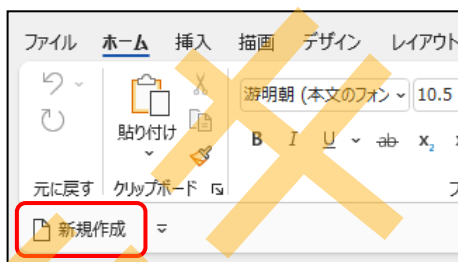 ファイル ホーム 挿入 描画 デザイン レイアウト
貼り付け
游明朝 (本文のフォン 10.5
B I U ab x₂
元に戻す クリップボード
新規作成